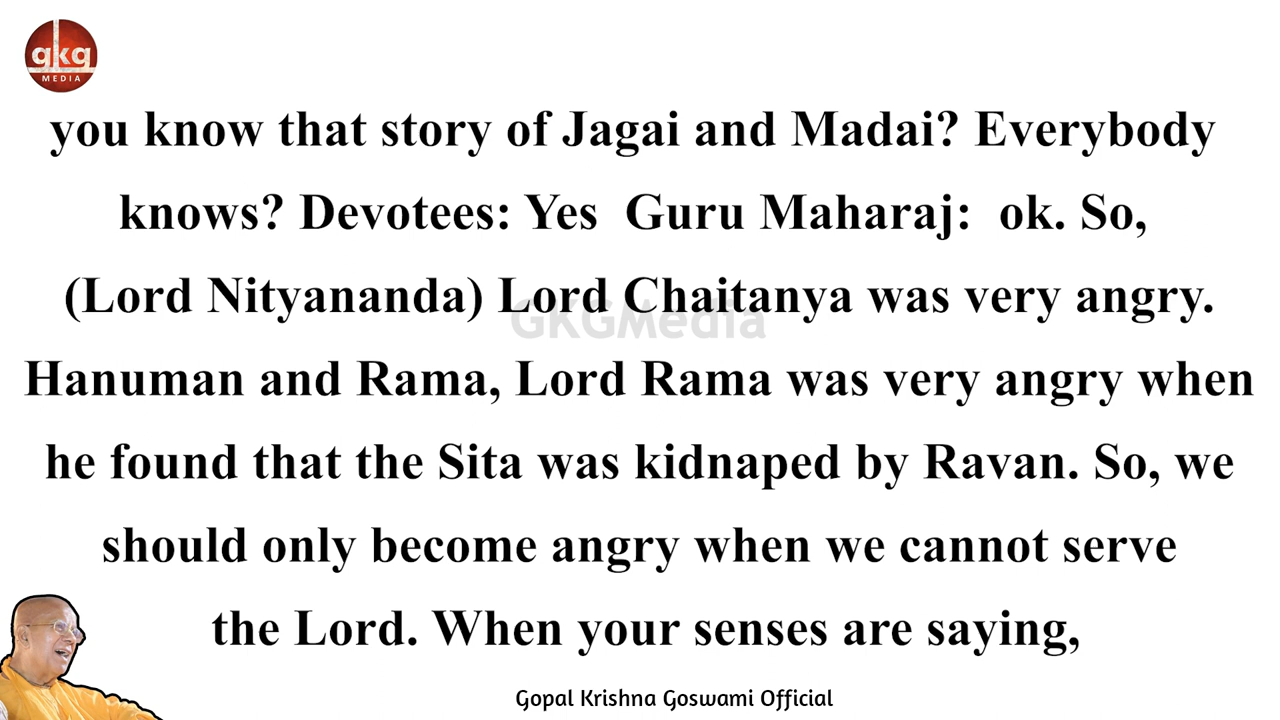 gkg
MEDIA
you know that story of Jagai and Madai? Everybody
knows? Devotees: Yes  Guru Maharaj:  ok. So,
(Lord Nityananda) Lord Chaitanya was very angry.
GKGMedia
Hanuman and Rama, Lord Rama was very angry when
he found that the Sita was kidnaped by Ravan. So, we
should only become angry when we cannot serve
the Lord. When your senses are saying,
Gopal Krishna Goswami Official